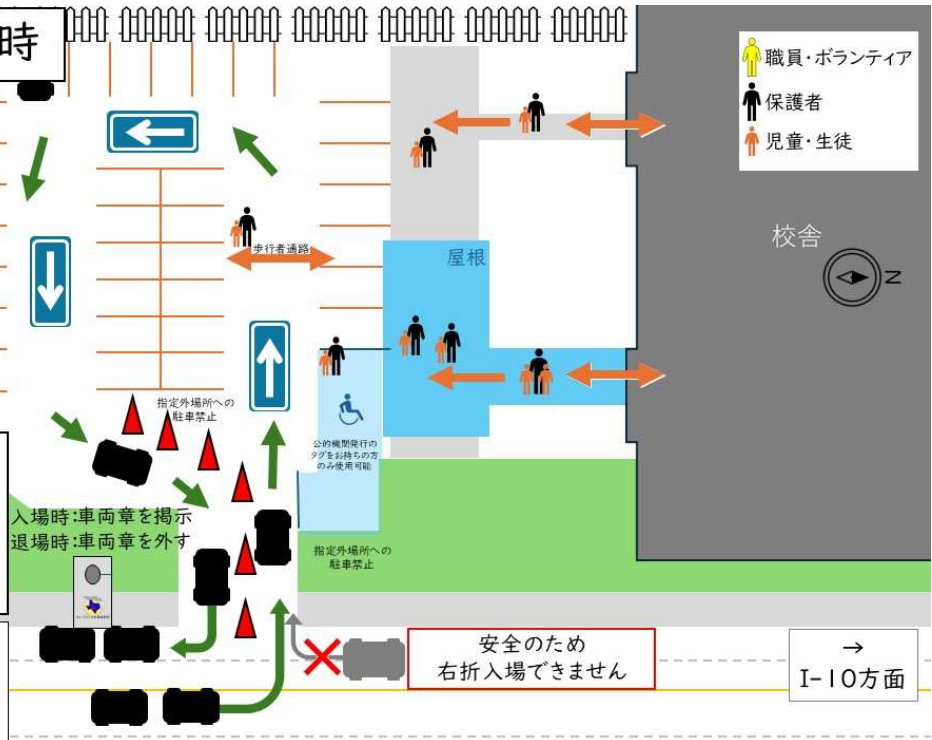 時
職員・ボランティア
保護者
児童・生徒
校舎
N
屋根
歩行者通路
指定外場所への
駐車禁止
公的機関発行の
タグをお持ちの方
のみ使用可能
入場時:車両章を掲示
退場時:車両章を外す
指定外場所への
駐車禁止
安全のため
右折入場できません
→
I-10方面